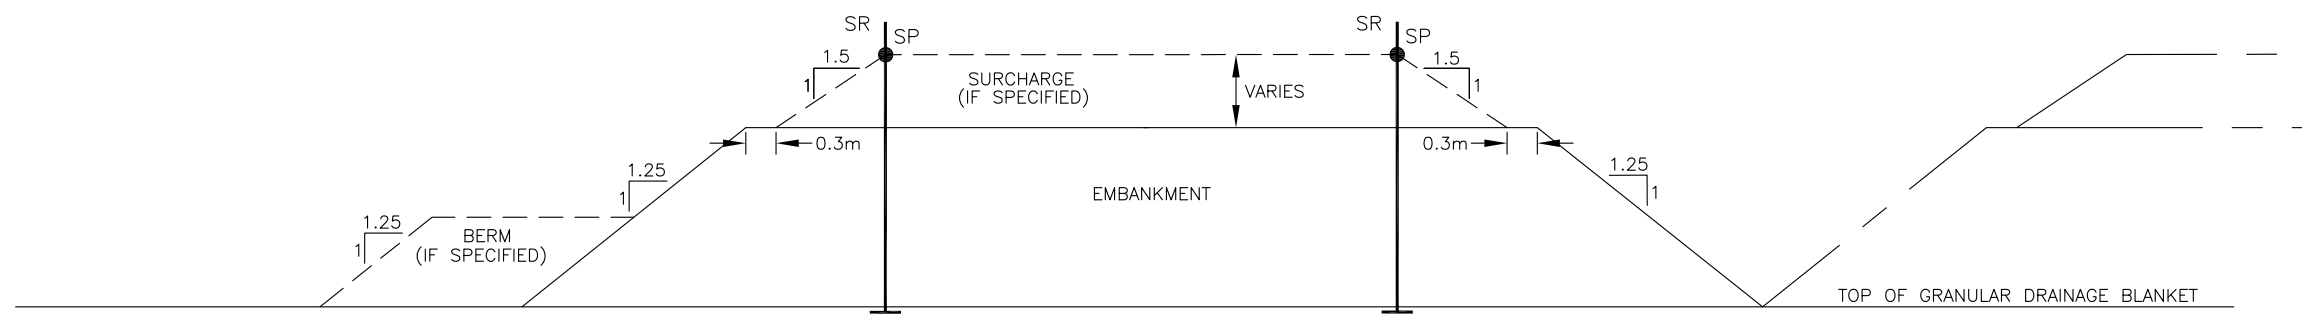 SR
SP
1.5
1
SURCHARGE
(IF SPECIFIED)
VARIES
SR
SP
1.5
1
0.3m
0.3m
1.25
1
EMBANKMENT
1.25
1
1.25
1
BERM
(IF SPECIFIED)
TOP OF GRANULAR DRAINAGE BLANKET